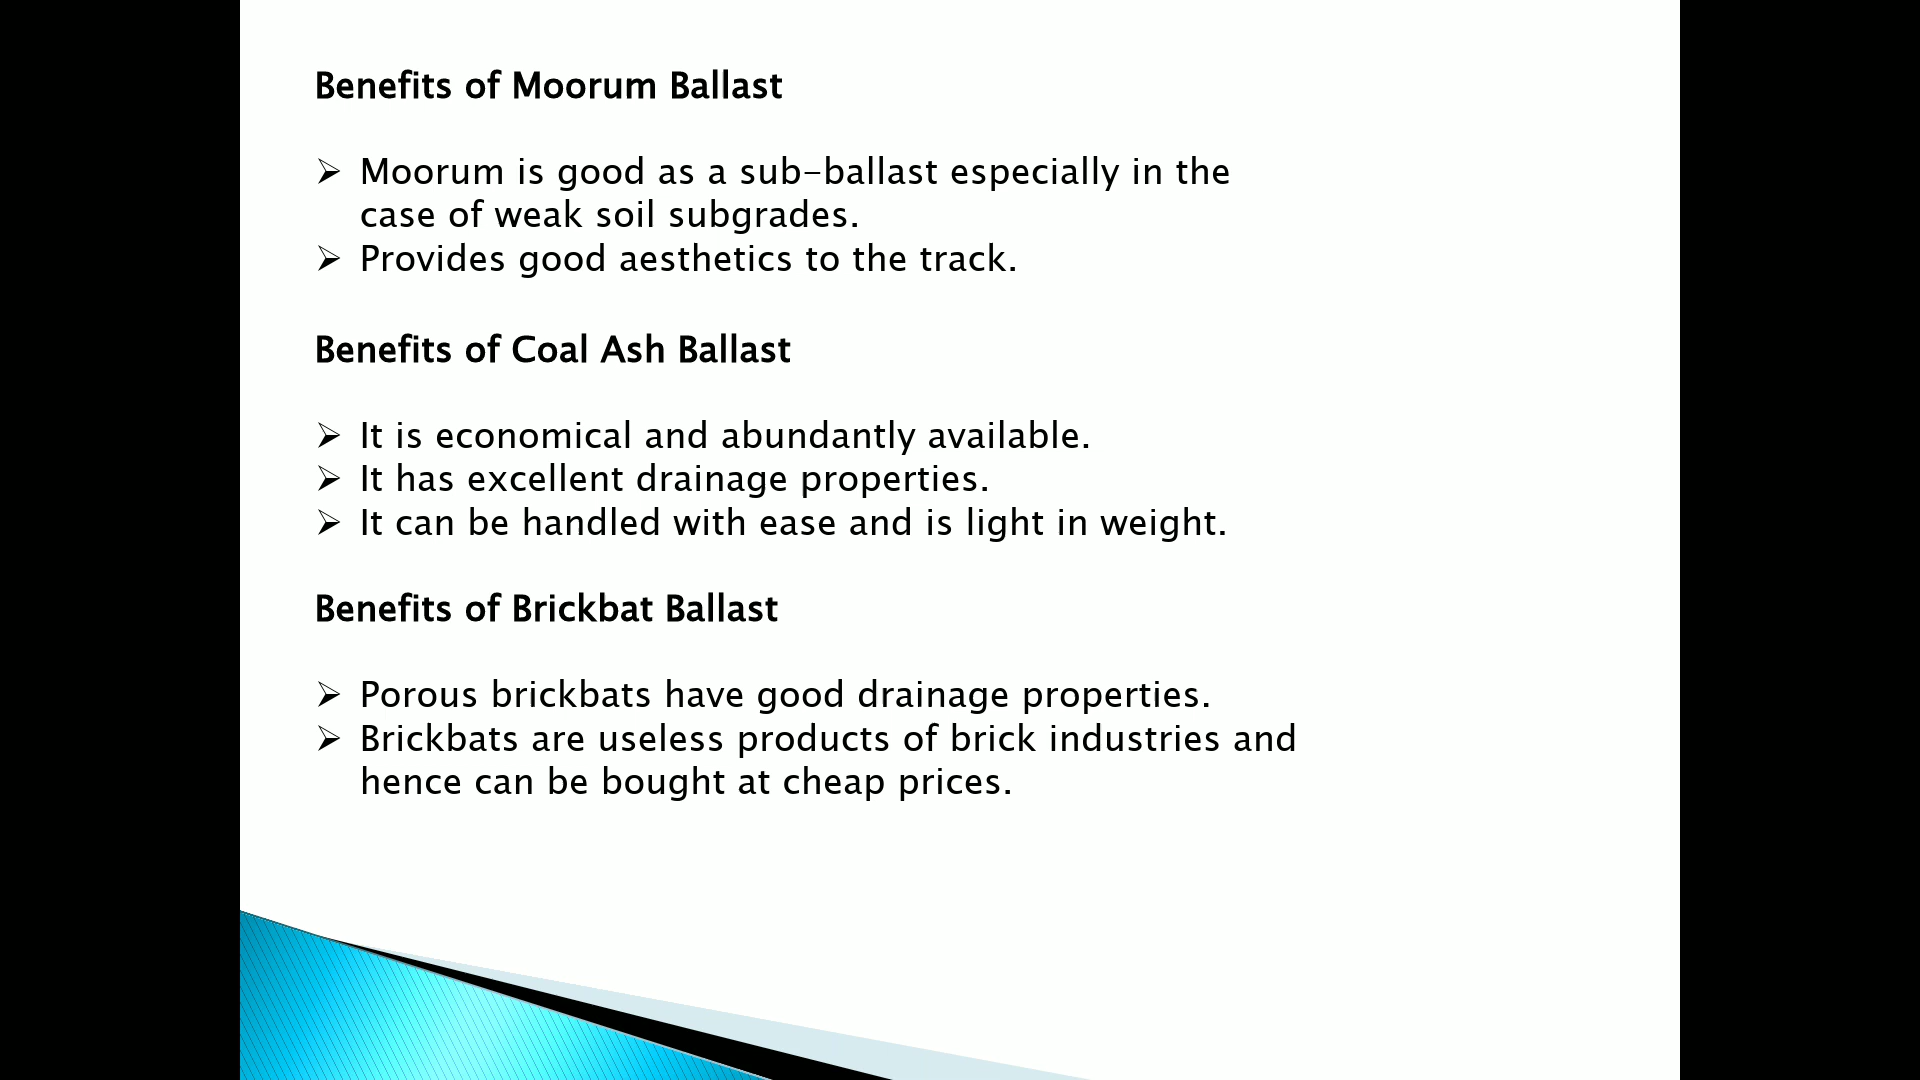 Benefits of Moorum Ballast
➢ Moorum is good as a sub-ballast especially in the
case of weak soil subgrades.
➢ Provides good aesthetics to the track.
Benefits of Coal Ash Ballast
➢ It is economical and abundantly available.
➢ It has excellent drainage properties.
➢ It can be handled with ease and is light in weight.
Benefits of Brickbat Ballast
➢ Porous brickbats have good drainage properties.
➢ Brickbats are useless products of brick industries and
hence can be bought at cheap prices.